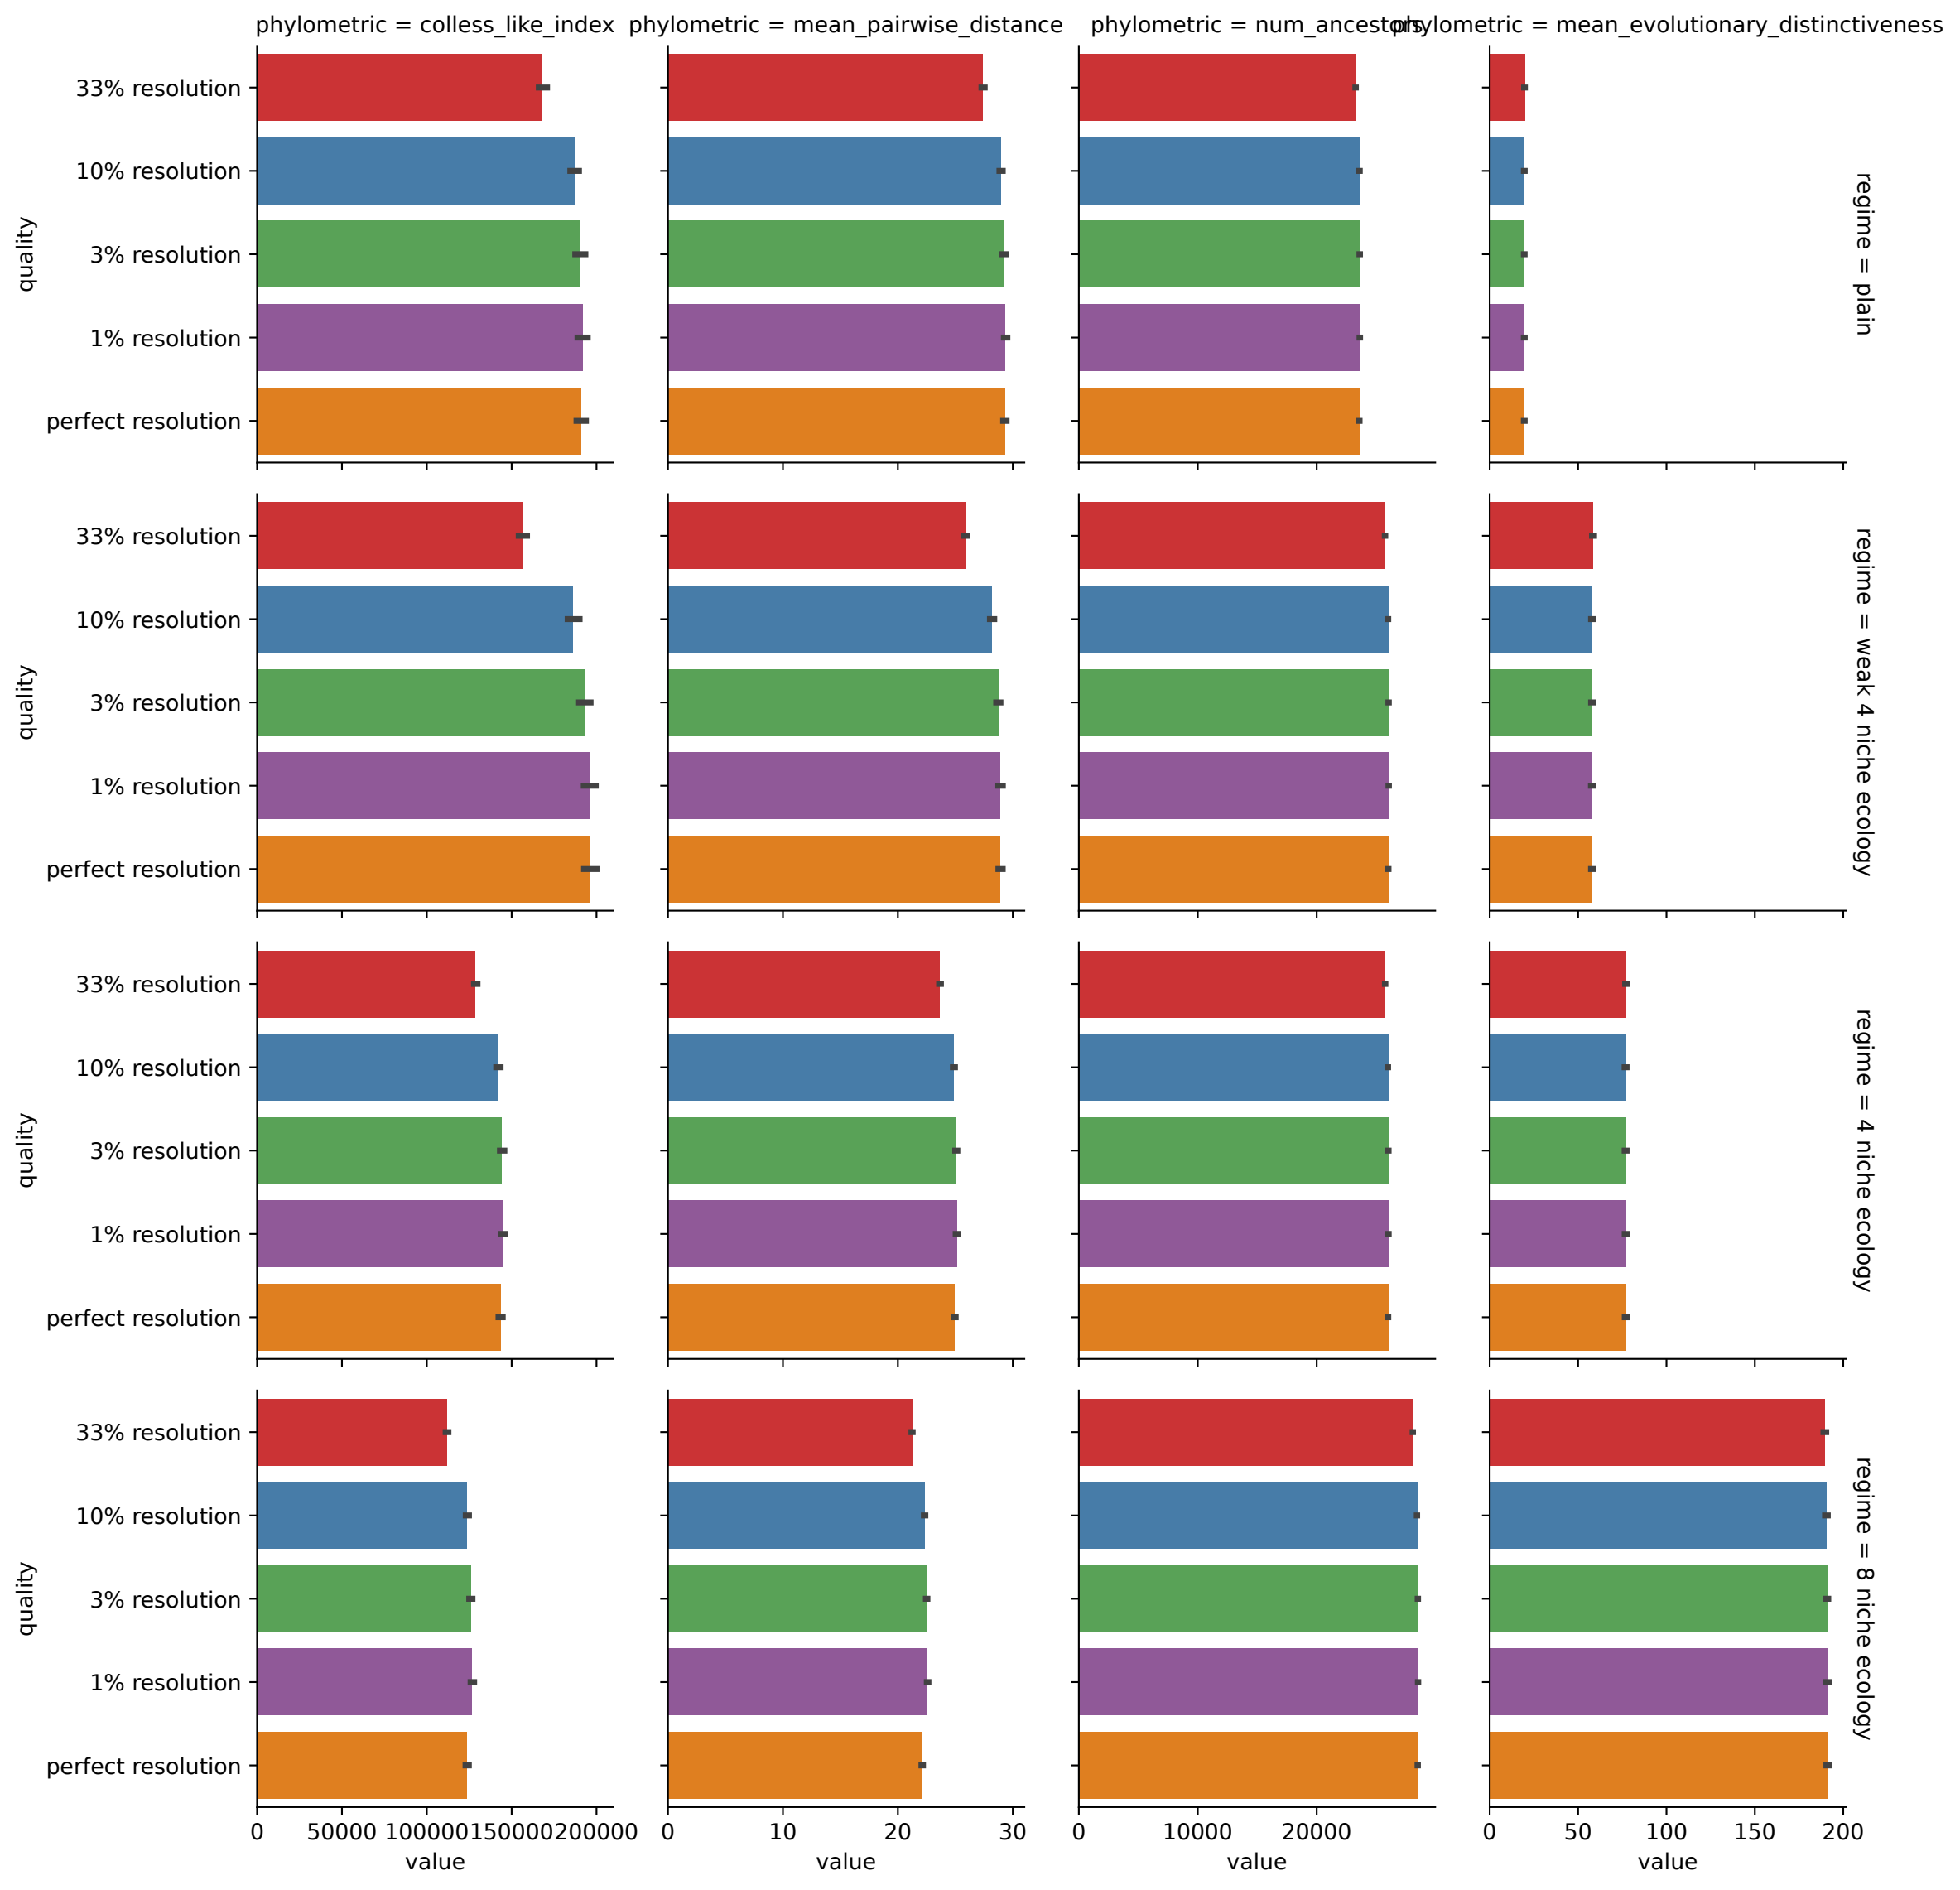 phylometric = colless_like_index
phylometric = mean_pairwise_distance
phylometric = num_ancestors
phylometric = mean_evolutionary_distinctiveness
quality
33% resolution
10% resolution
3% resolution
1% resolution
perfect resolution
regime = plain
quality
33% resolution
10% resolution
3% resolution
1% resolution
perfect resolution
regime = weak 4 niche ecology
quality
33% resolution
10% resolution
3% resolution
1% resolution
perfect resolution
regime = 4 niche ecology
quality
33% resolution
10% resolution
3% resolution
1% resolution
perfect resolution
regime = 8 niche ecology
0 50000 100000 150000 200000
value
0 10 20 30
value
0 10000 20000
value
0 50 100 150 200
value